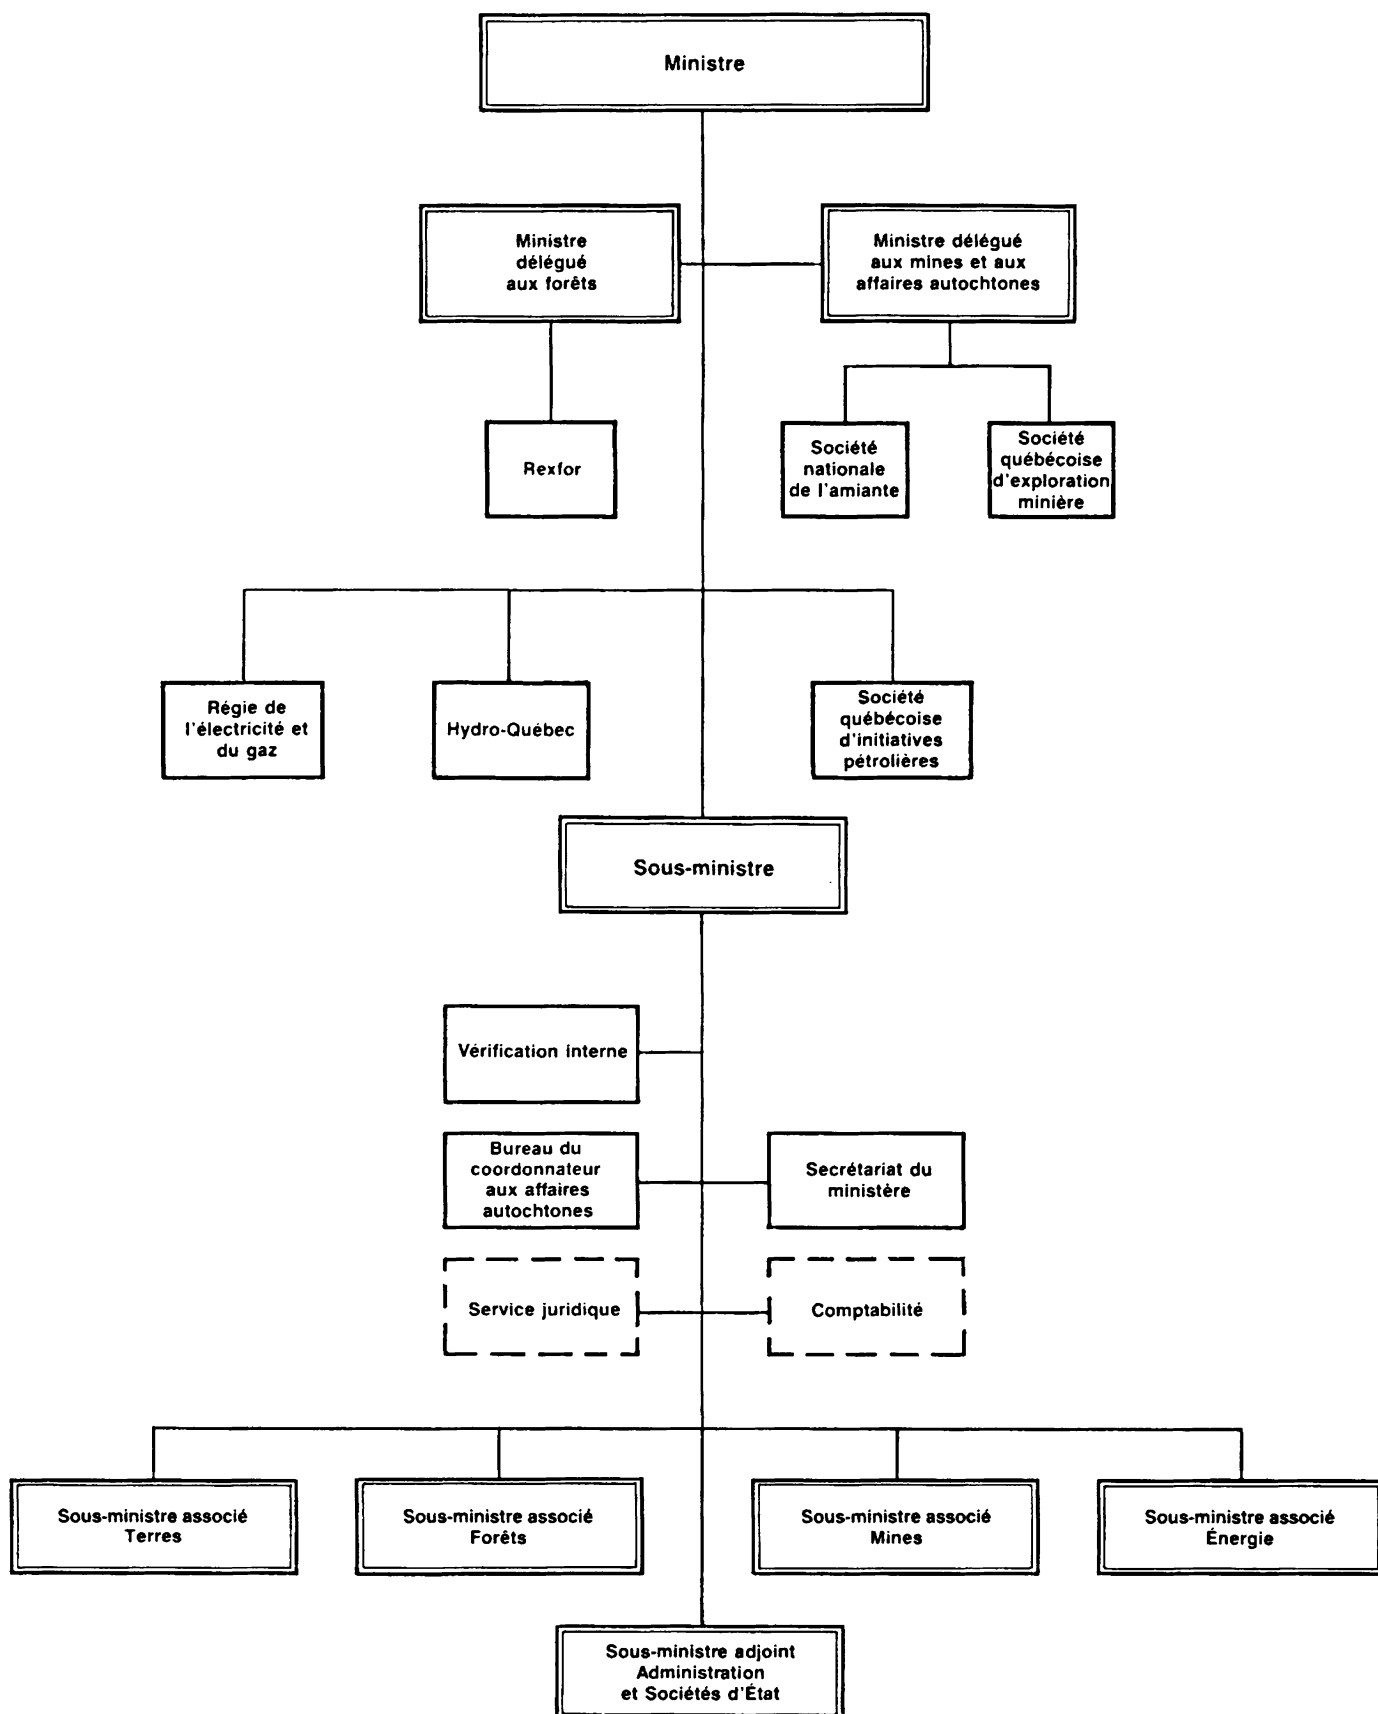 Ministre
Ministre
délégué
aux forêts
Ministre délégué
aux mines et aux
affaires autochtones
Rexfor
Société
nationale
de l'amiante
Société
québécoise
d'exploration
minière
Régie de
l'électricité et
du gaz
Hydro-Québec
Société
québécoise
d'initiatives
pétrolières
Sous-ministre
Vérification interne
Bureau du
coordonnateur
aux affaires
autochtones
Secrétariat du
ministère
Service juridique
Comptabilité
Sous-ministre associé
Terres
Sous-ministre associé
Forêts
Sous-ministre associé
Mines
Sous-ministre associé
Énergie
Sous-ministre adjoint
Administration
et Sociétés d'État